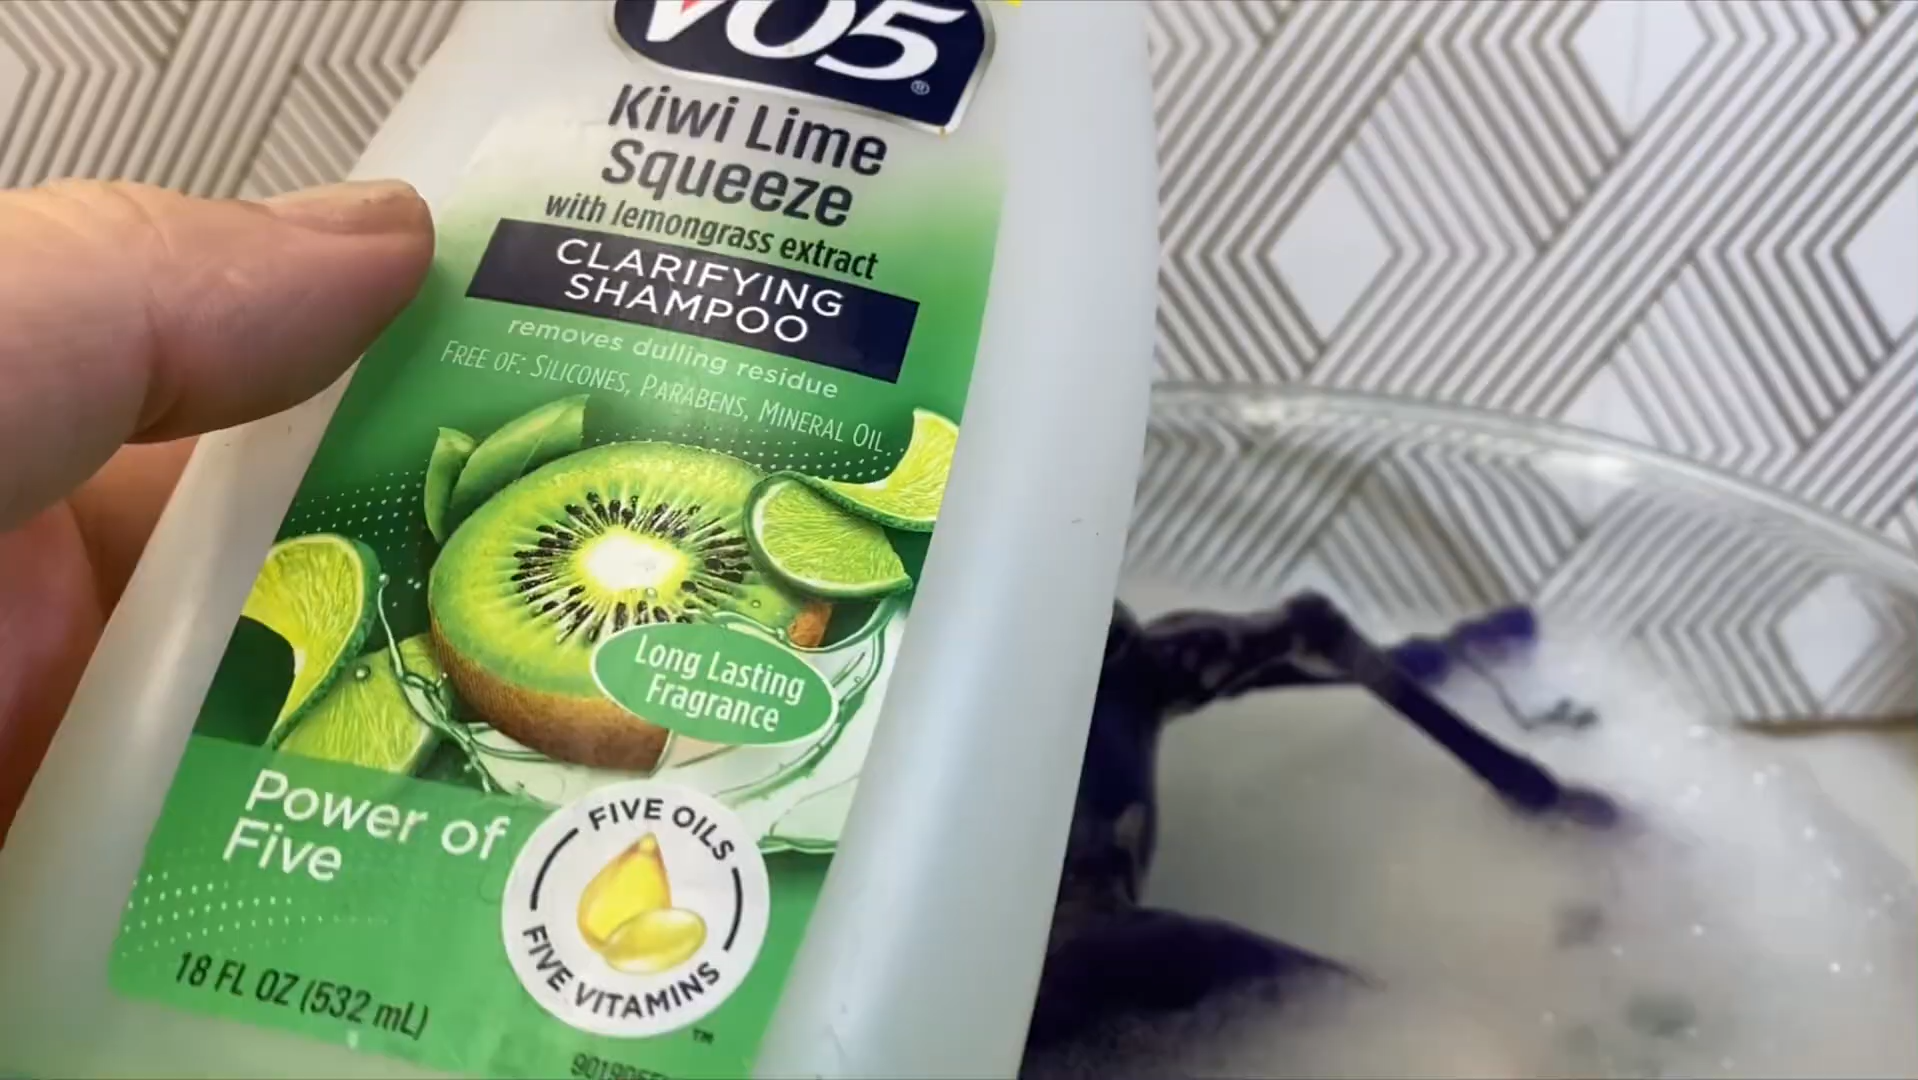 VO5®
Kiwi Lime
Squeeze
with lemongrass extract
CLARIFYING
SHAMPOO
removes dulling residue
FREE OF: SILICONES, PARABENS, MINERAL OIL
Long Lasting
Fragrance
Power of
Five
FIVE OILS
FIVE VITAMINS
™
18 FL OZ (532 mL)